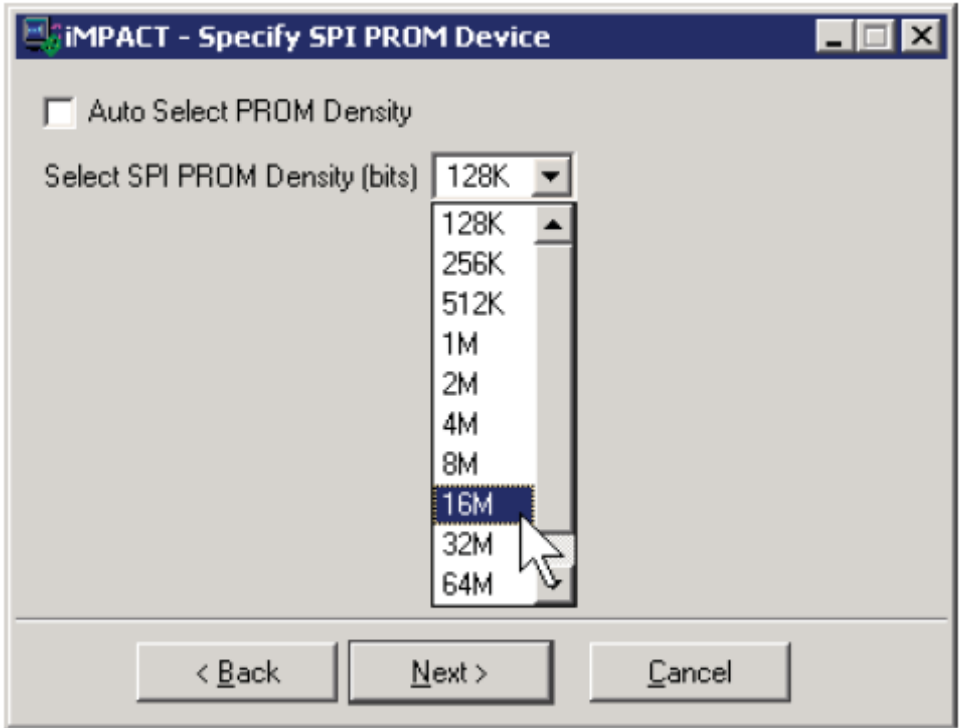 iMPACT - Specify SPI PROM Device
Auto Select PROM Density
Select SPI PROM Density (bits) 128K
128K
256K
512K
1M
2M
4M
8M
16M
32M
64M
< Back Next > Cancel